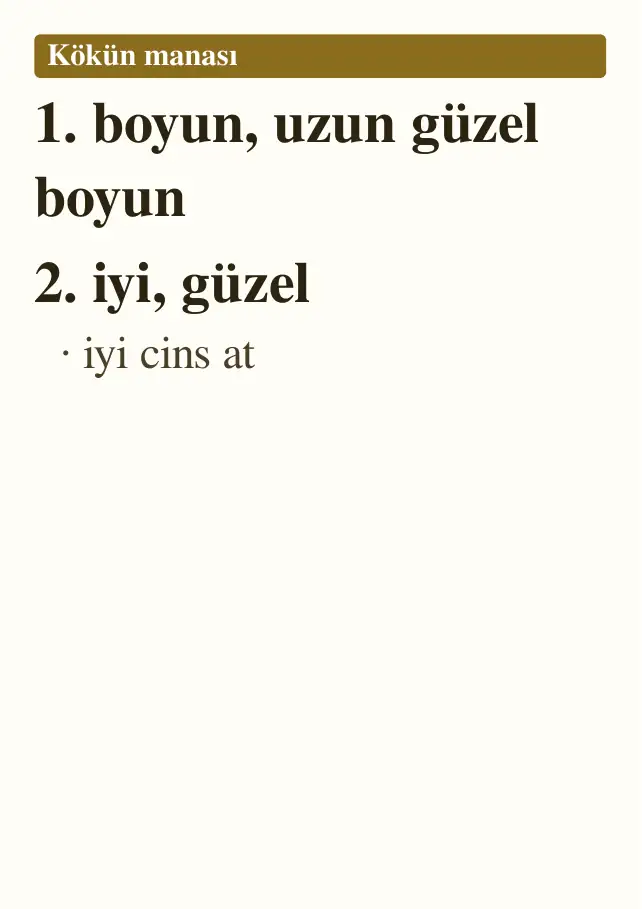 Kökün manası
1. boyun, uzun güzel
boyun
2. iyi, güzel
· iyi cins at